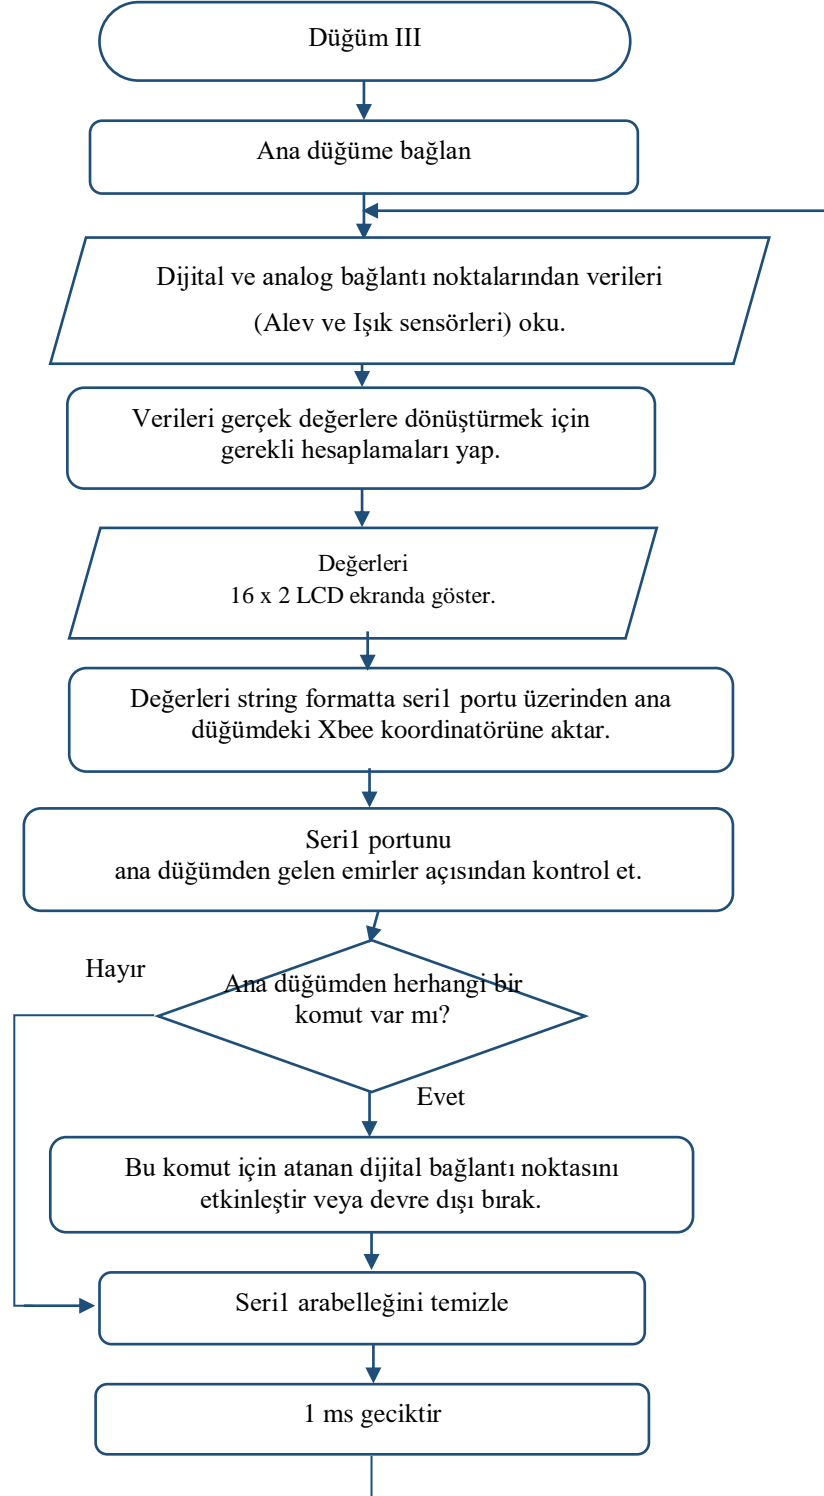 Düğüm III
Ana düğüme bağlan
Dijital ve analog bağlantı noktalarından verileri
(Alev ve Işık sensörleri) oku.
Verileri gerçek değerlere dönüştürmek için
gerekli hesaplamaları yap.
Değerleri
16 x 2 LCD ekranda göster.
Değerleri string formatta seri1 portu üzerinden ana
düğümdeki Xbee koordinatörüne aktar.
Seri1 portunu
ana düğümden gelen emirler açısından kontrol et.
Hayır
Ana düğümden herhangi bir
komut var mı?
Evet
Bu komut için atanan dijital bağlantı noktasını
etkinleştir veya devre dışı bırak.
Seri1 arabelleğini temizle
1 ms geciktir